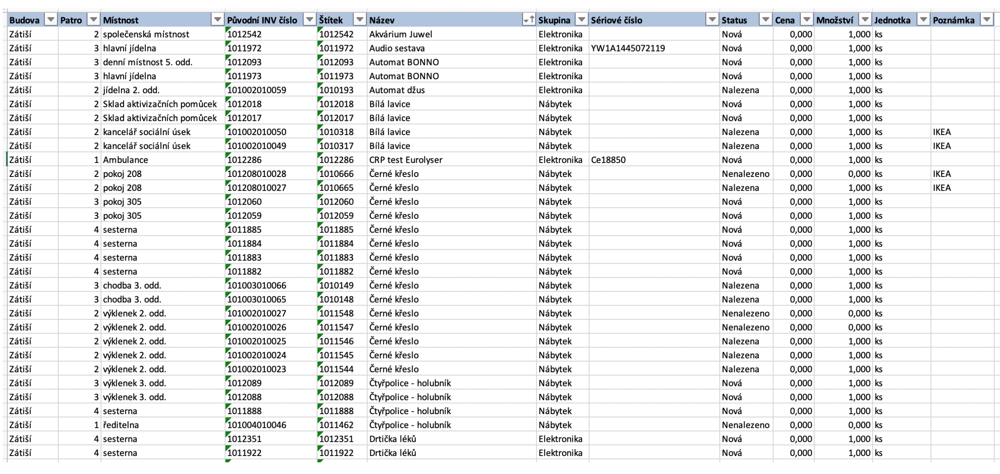 Budova Patro Místnost Původní INV číslo Štítek Název Skupina Sériové číslo Status Cena Množství Jednotka Poznámka
Zátiší 2 společenská místnost 1012542 1012542 Akvárium Juwel Elektronika Nová 0,000 1,000 ks
Zátiší 3 hlavní jídelna 1011972 1011972 Audio sestava Elektronika YW1A1445072119 Nová 0,000 1,000 ks
Zátiší 3 denní místnost 5. odd. 1012093 1012093 Automat BONNO Elektronika Nová 0,000 1,000 ks
Zátiší 3 hlavní jídelna 1011973 1011973 Automat BONNO Elektronika Nová 0,000 1,000 ks
Zátiší 2 jídelna 2. odd. 101002010059 1010193 Automat džus Elektronika Nalezena 0,000 1,000 ks
Zátiší 2 Sklad aktivizačních pomůcek 1012018 1012018 Bílá lavice Nábytek Nová 0,000 1,000 ks
Zátiší 2 Sklad aktivizačních pomůcek 1012017 1012017 Bílá lavice Nábytek Nová 0,000 1,000 ks
Zátiší 2 kancelář sociální úsek 101002010050 1010318 Bílá lavice Nábytek Nalezena 0,000 1,000 ks IKEA
Zátiší 2 kancelář sociální úsek 101002010049 1010317 Bílá lavice Nábytek Nalezena 0,000 1,000 ks IKEA
Zátiší 1 Ambulance 1012286 1012286 CRP test Eurolyser Elektronika Ce18850 Nová 0,000 1,000 ks
Zátiší 2 pokoj 208 101208010028 1010666 Černé křeslo Nábytek Nenalezeno 0,000 0,000 ks IKEA
Zátiší 2 pokoj 208 101208010027 1010665 Černé křeslo Nábytek Nalezena 0,000 1,000 ks IKEA
Zátiší 3 pokoj 305 1012060 1012060 Černé křeslo Nábytek Nová 0,000 1,000 ks
Zátiší 3 pokoj 305 1012059 1012059 Černé křeslo Nábytek Nová 0,000 1,000 ks
Zátiší 4 sesterna 1011885 1011885 Černé křeslo Nábytek Nová 0,000 1,000 ks
Zátiší 4 sesterna 1011884 1011884 Černé křeslo Nábytek Nová 0,000 1,000 ks
Zátiší 4 sesterna 1011883 1011883 Černé křeslo Nábytek Nová 0,000 1,000 ks
Zátiší 4 sesterna 1011882 1011882 Černé křeslo Nábytek Nová 0,000 1,000 ks
Zátiší 3 chodba 3. odd. 101003010066 1010149 Černé křeslo Nábytek Nalezena 0,000 1,000 ks
Zátiší 3 chodba 3. odd. 101003010065 1010148 Černé křeslo Nábytek Nalezena 0,000 1,000 ks
Zátiší 2 výklenek 2. odd. 101002010027 1011548 Černé křeslo Nábytek Nenalezeno 0,000 0,000 ks
Zátiší 2 výklenek 2. odd. 101002010026 1011547 Černé křeslo Nábytek Nenalezeno 0,000 0,000 ks
Zátiší 2 výklenek 2. odd. 101002010025 1011546 Černé křeslo Nábytek Nalezena 0,000 1,000 ks
Zátiší 2 výklenek 2. odd. 101002010024 1011545 Černé křeslo Nábytek Nalezena 0,000 1,000 ks
Zátiší 2 výklenek 2. odd. 101002010023 1011544 Černé křeslo Nábytek Nalezena 0,000 1,000 ks
Zátiší 3 výklenek 3. odd. 1012089 1012089 Čtyřpolice - holubník Nábytek Nová 0,000 1,000 ks
Zátiší 3 výklenek 3. odd. 1012088 1012088 Čtyřpolice - holubník Nábytek Nová 0,000 1,000 ks
Zátiší 4 sesterna 1011888 1011888 Čtyřpolice - holubník Nábytek Nová 0,000 1,000 ks
Zátiší 1 ředitelna 101004010046 1011462 Čtyřpolice - holubník Nábytek Nenalezeno 0,000 0,000 ks
Zátiší 4 sesterna 1012351 1012351 Drtička léků Elektronika Nová 0,000 1,000 ks
Zátiší 4 sesterna 1011922 1011922 Drtička léků Elektronika Nová 0,000 1,000 ks